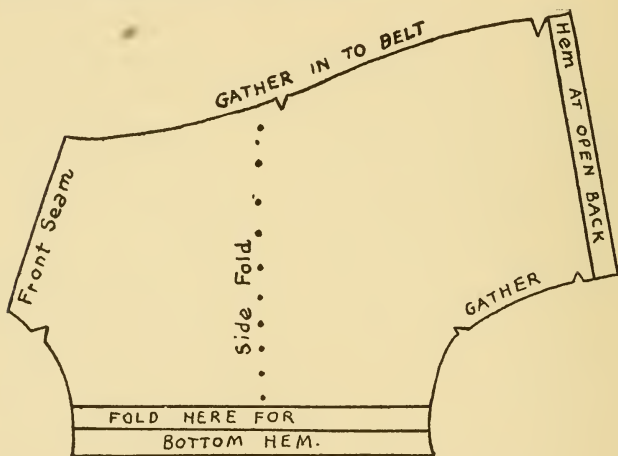 GATHER IN TO BELT
Hem AT OPEN BACK
Front Seam
Side Fold
GATHER
FOLD HERE FOR
BOTTOM HEM.